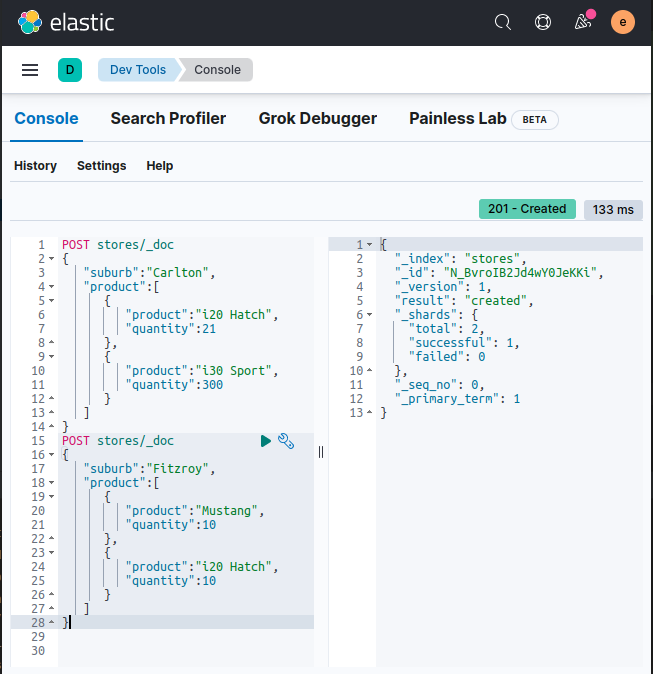 elastic
e
D
Dev Tools
Console
Console
Search Profiler
Grok Debugger
Painless Lab
BETA
History
Settings
Help
201 - Created
133 ms
1 POST stores/_doc
2 {
3 "suburb":"Carlton",
4 "product":[
5 {
6 "product":"i20 Hatch",
7 "quantity":21
8 },
9 {
10 "product":"i30 Sport",
11 "quantity":300
12 }
13 ]
14 }
15 POST stores/_doc
16 {
17 "suburb":"Fitzroy",
18 "product":[
19 {
20 "product":"Mustang",
21 "quantity":10
22 },
23 {
24 "product":"i20 Hatch",
25 "quantity":10
26 }
27 ]
28 }
29
30
1 {
2 "_index": "stores",
3 "_id": "N_BvroIB2Jd4wY0JeKKi",
4 "_version": 1,
5 "result": "created",
6 "_shards": {
7 "total": 2,
8 "successful": 1,
9 "failed": 0
10 },
11 "_seq_no": 0,
12 "_primary_term": 1
13 }